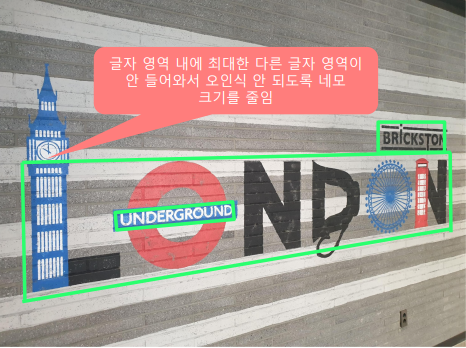 글자 영역 내에 최대한 다른 글자 영역이
안 들어와서 오인식 안 되도록 네모
크기를 줄임
BRICKSTON
LONDON
UNDERGROUND